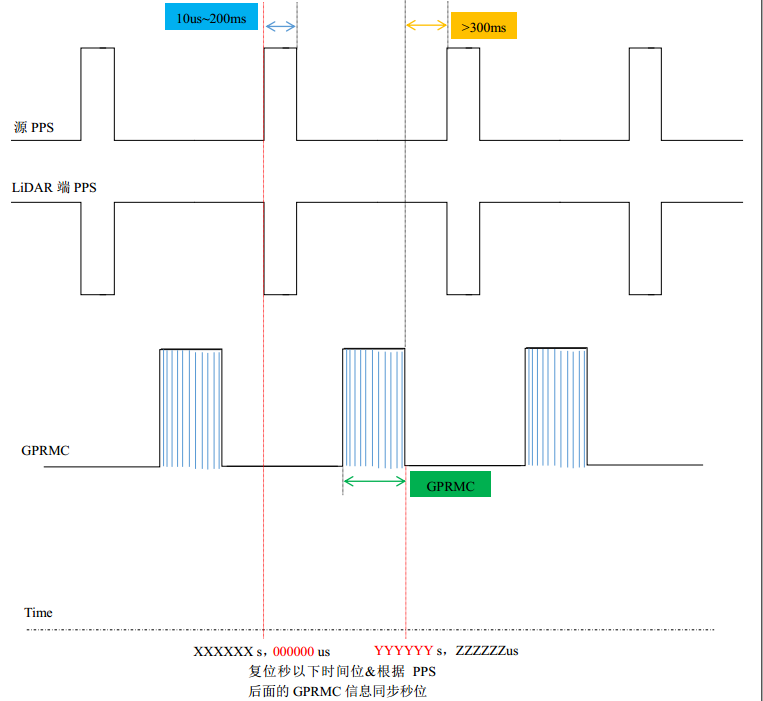 10us~200ms
>300ms
源 PPS
LiDAR 端 PPS
GPRMC
GPRMC
Time
XXXXXX s，000000 us
YYYYYY s，ZZZZZZus
复位秒以下时间位&根据 PPS
后面的 GPRMC 信息同步秒位